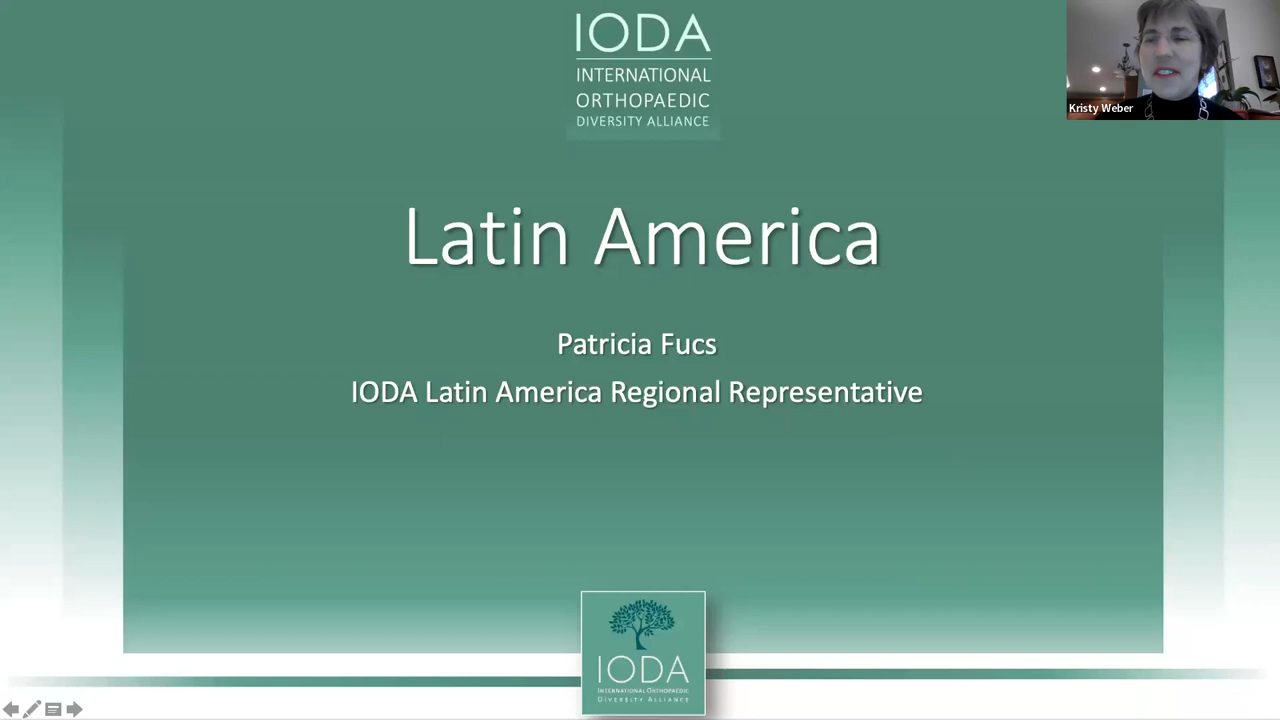 IODA
INTERNATIONAL
ORTHOPAEDIC
DIVERSITY ALLIANCE
Kristy Weber
Latin America
Patricia Fucs
IODA Latin America Regional Representative
IODA
INTERNATIONAL ORTHOPAEDIC
DIVERSITY ALLIANCE